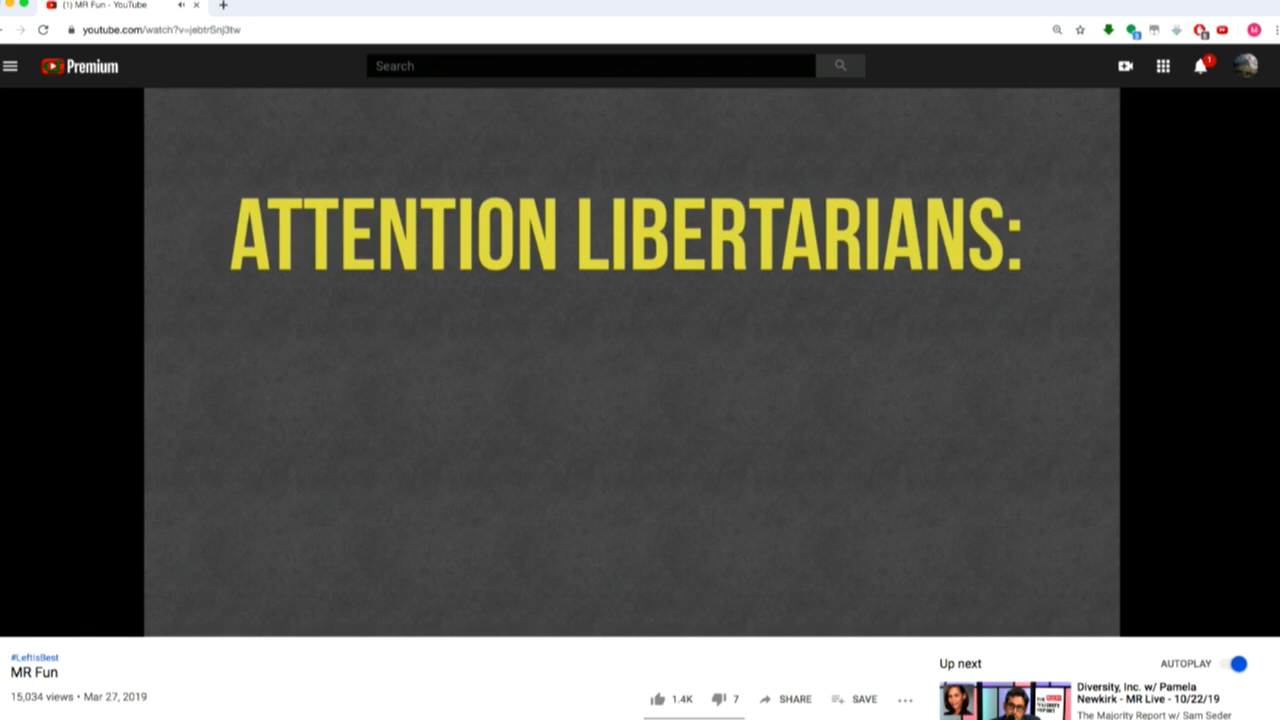 (1) MR Fun - YouTube
youtube.com/watch?v=jebtrSnj3tw
Premium
Search
1
M
ATTENTION LIBERTARIANS:
#LeftIsBest
MR Fun
15,034 views • Mar 27, 2019
1.4K
7
SHARE
SAVE
Up next
AUTOPLAY
Diversity, Inc. w/ Pamela
Newkirk - MR Live - 10/22/19
The Majority Report w/ Sam Seder